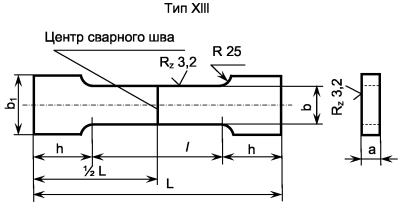 Тип XIII
Центр сварного шва
Rz 3,2
R 25
b1
b
Rz 3,2
h
l
h
a
½ L
L